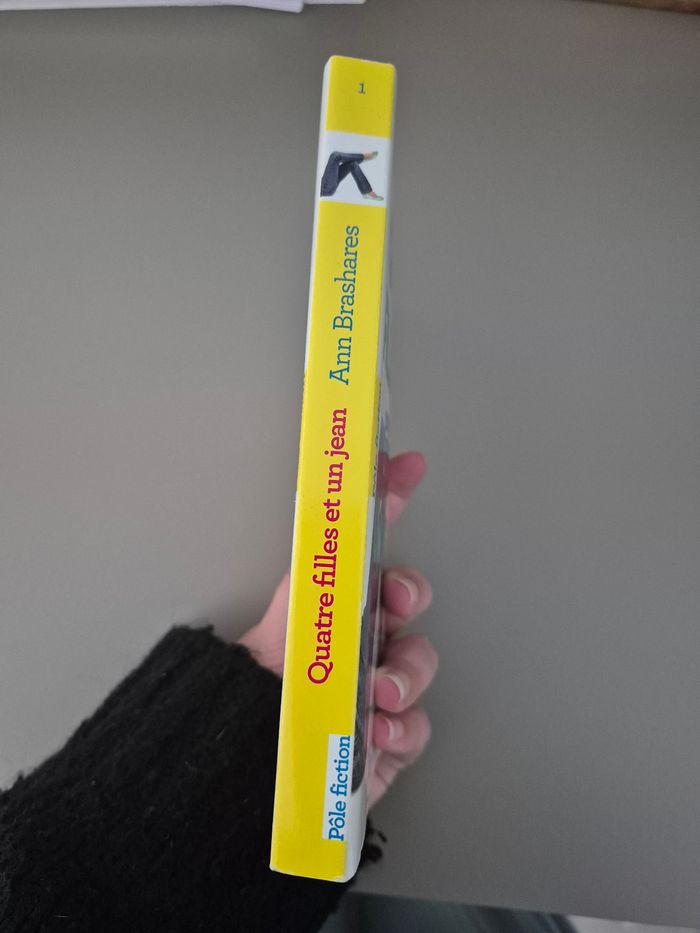 1
Ann Brashares
Quatre filles et un jean
Pôle fiction